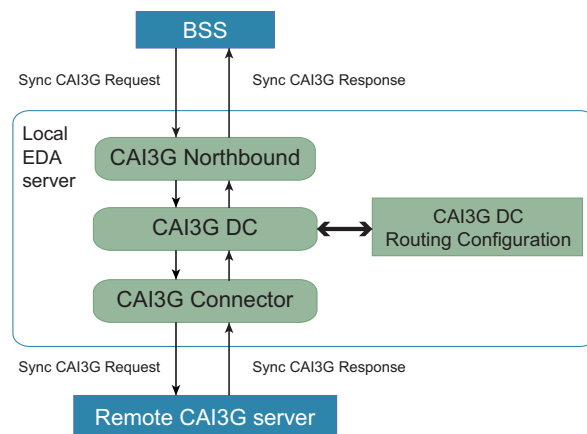 BSS
Sync CAI3G Request
Sync CAI3G Response
Local
EDA
server
CAI3G Northbound
CAI3G DC
CAI3G DC
Routing Configuration
CAI3G Connector
Sync CAI3G Request
Sync CAI3G Response
Remote CAI3G server